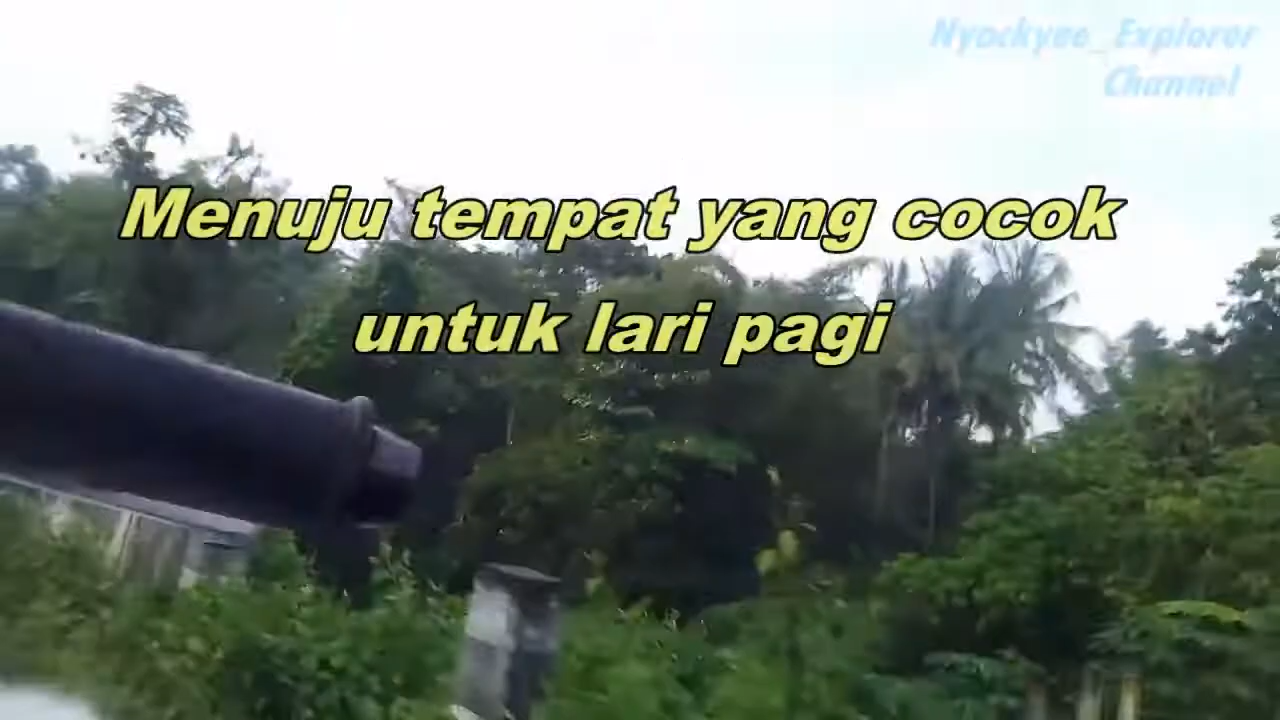 Nyockyee_Explorer
Channel
Menuju tempat yang cocok
untuk lari pagi